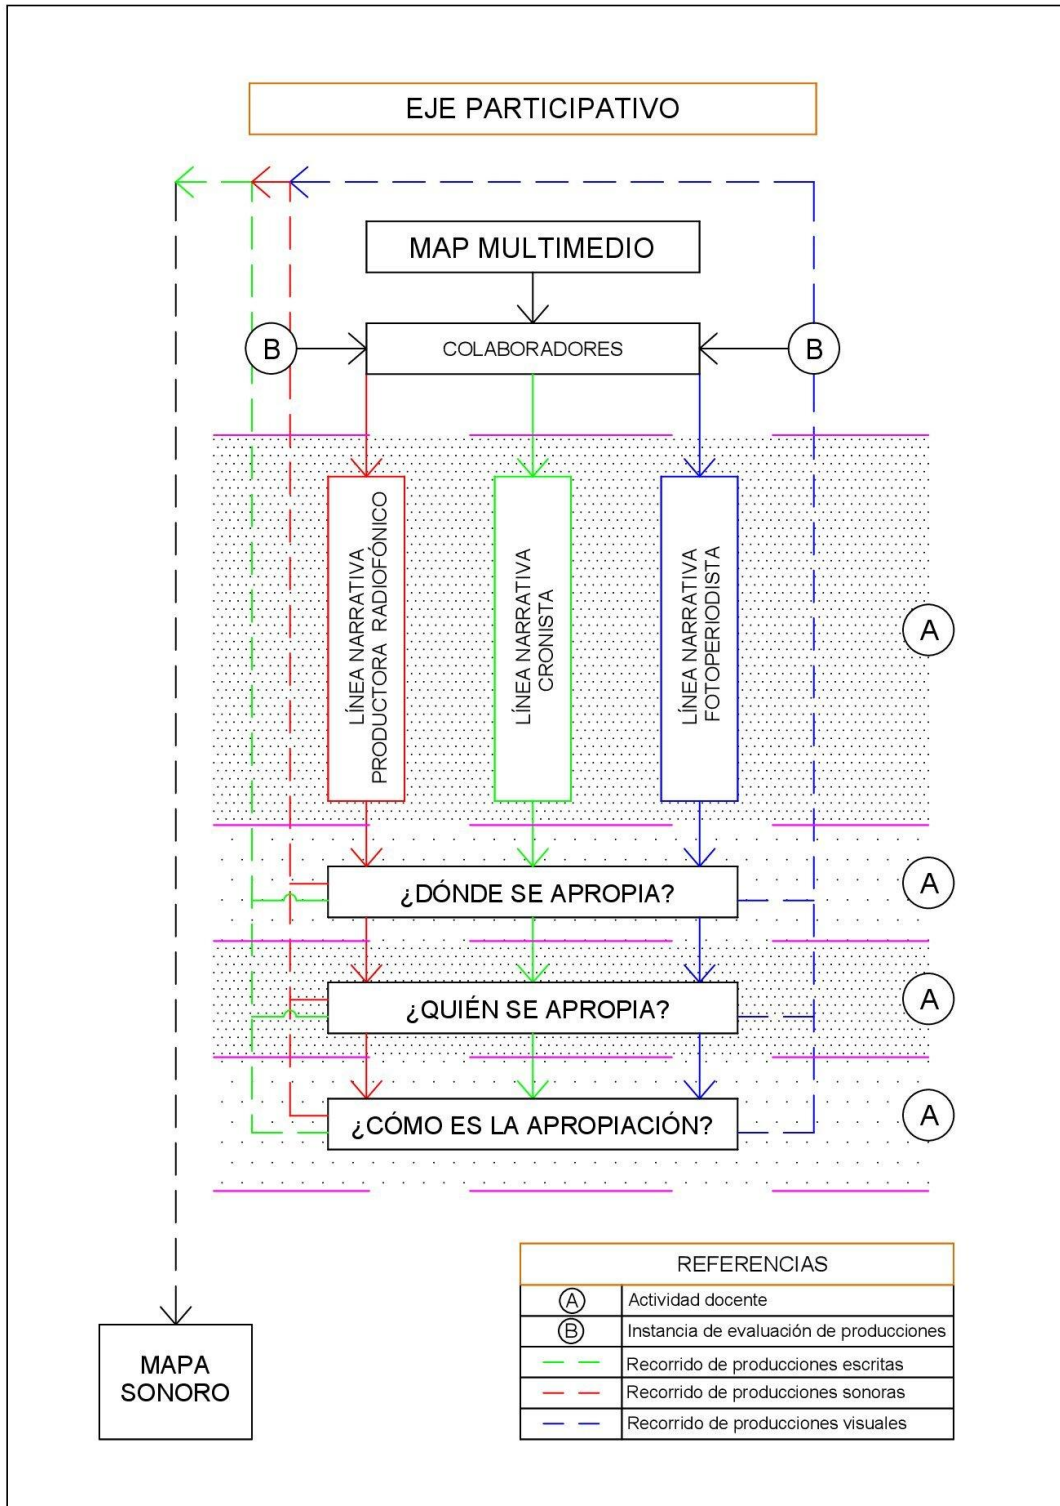 EJE PARTICIPATIVO
MAP MULTIMEDIO
B
COLABORADORES
B
LÍNEA NARRATIVA
PRODUCTORA RADIOFÓNICO
LÍNEA NARRATIVA
CRONISTA
LÍNEA NARRATIVA
FOTOPERIODISTA
A
¿DÓNDE SE APROPIA?
A
¿QUIÉN SE APROPIA?
A
¿CÓMO ES LA APROPIACIÓN?
A
REFERENCIAS
A Actividad docente
B Instancia de evaluación de producciones
Recorrido de producciones escritas
Recorrido de producciones sonoras
Recorrido de producciones visuales
MAPA
SONORO